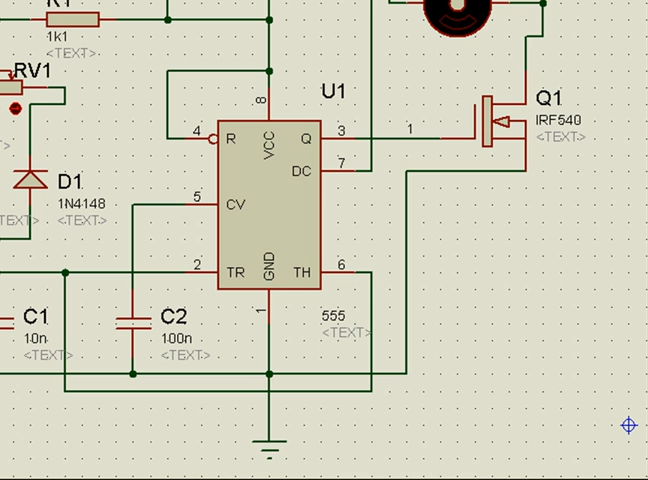 R1
1k1
<TEXT>
RV1
U1
8
Q1
IRF540
<TEXT>
4
R
VCC
Q
3
1
DC
7
D1
1N4148
<TEXT>
TEXT>
5
CV
2
TR
GND
TH
6
1
555
<TEXT>
C1
10n
<TEXT>
C2
100n
<TEXT>